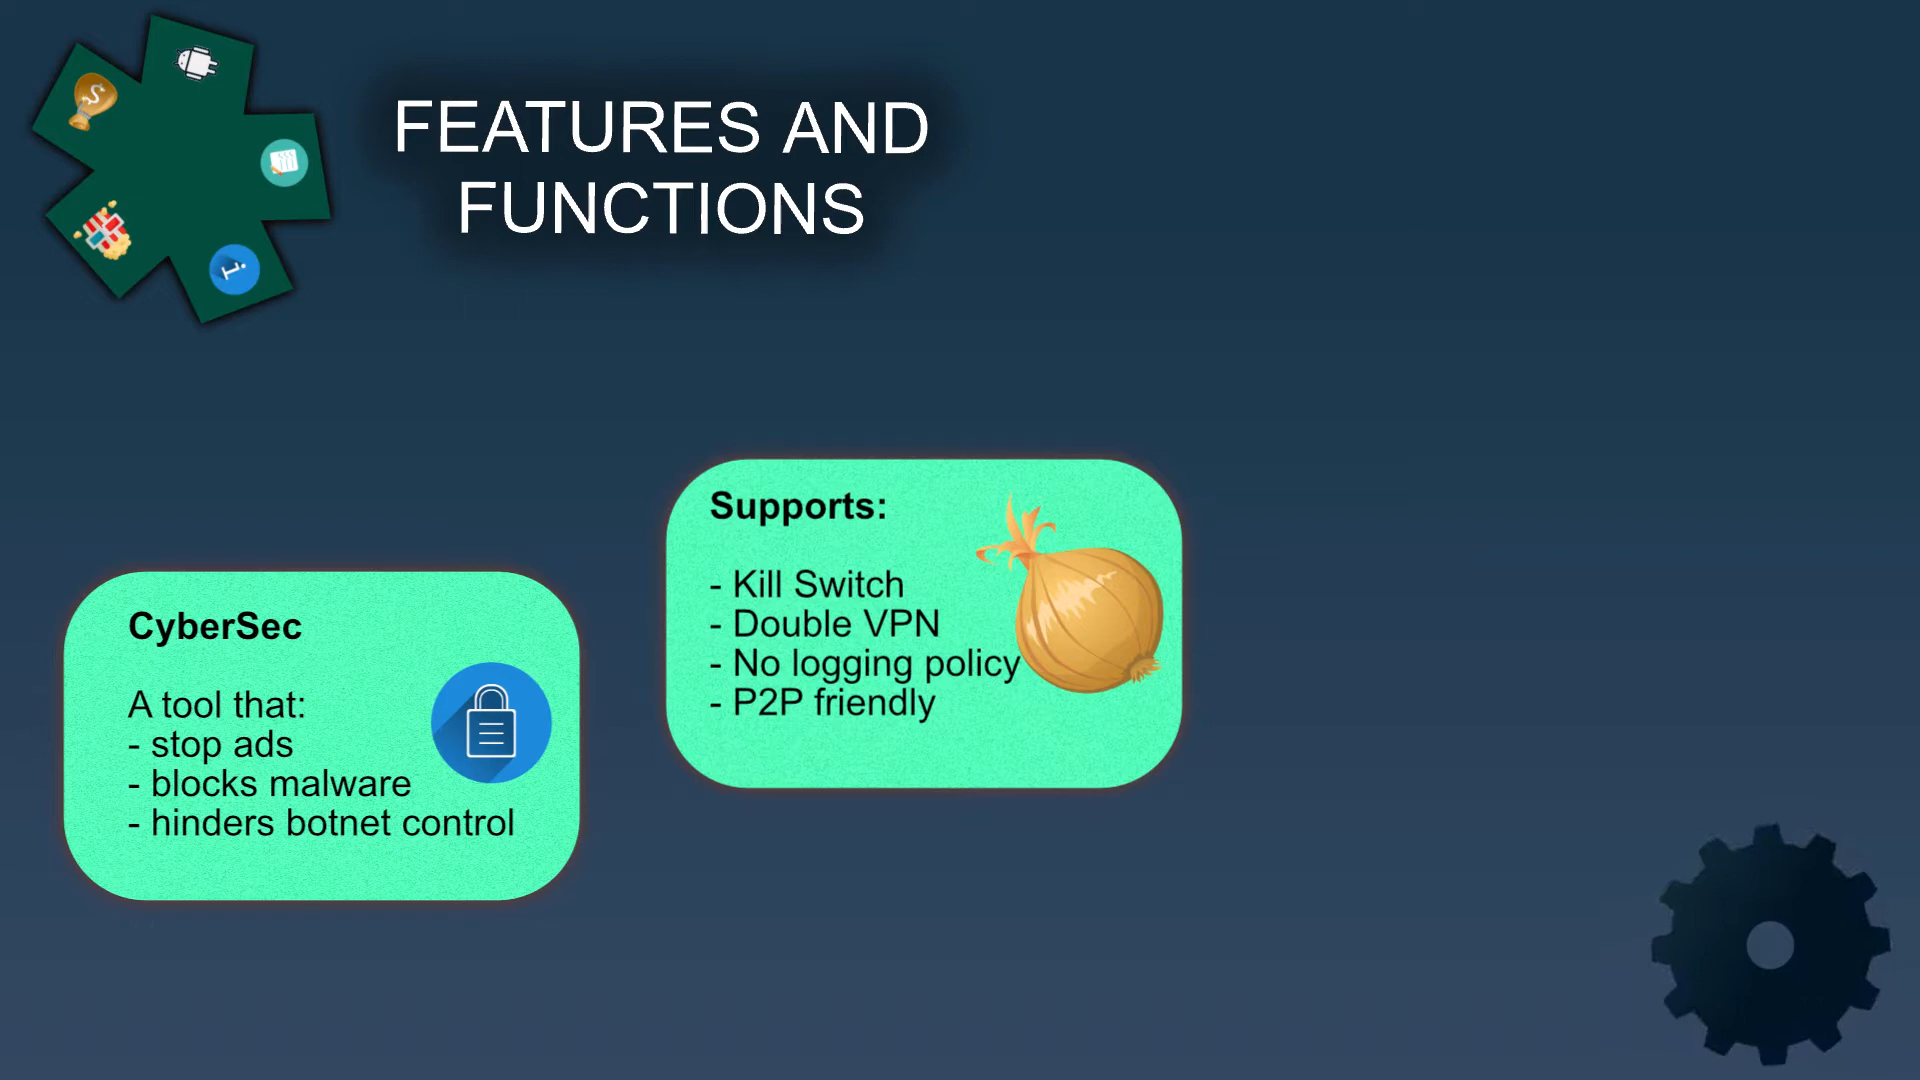 FEATURES AND
FUNCTIONS
CyberSec
A tool that:
- stop ads
- blocks malware
- hinders botnet control
Supports:
- Kill Switch
- Double VPN
- No logging policy
- P2P friendly